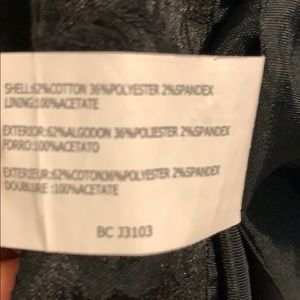 SHELL:62%COTTON 36%POLYESTER 2%SPANDEX
LINING:100%ACETATE
EXTERIOR:62%ALGODON 36%POLIESTER 2%SPANDEX
FORRO:100%ACETATO
EXTERIEUR:62%COTON36%POLYESTER 2%SPANDEX
DOUBLURE :100%ACETATE
BC J3103